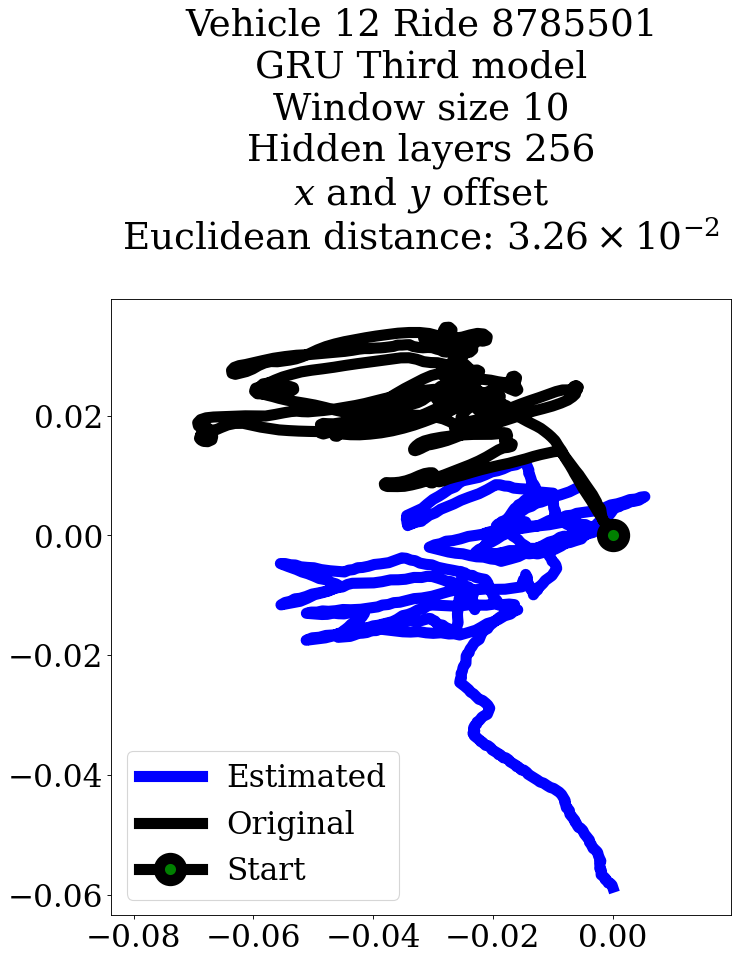 Vehicle 12 Ride 8785501
GRU Third model
Window size 10
Hidden layers 256
x and y offset
Euclidean distance: 3.26 × 10⁻²
0.02
0.00
−0.02
−0.04
−0.06
Estimated
Original
Start
−0.08 −0.06 −0.04 −0.02 0.00